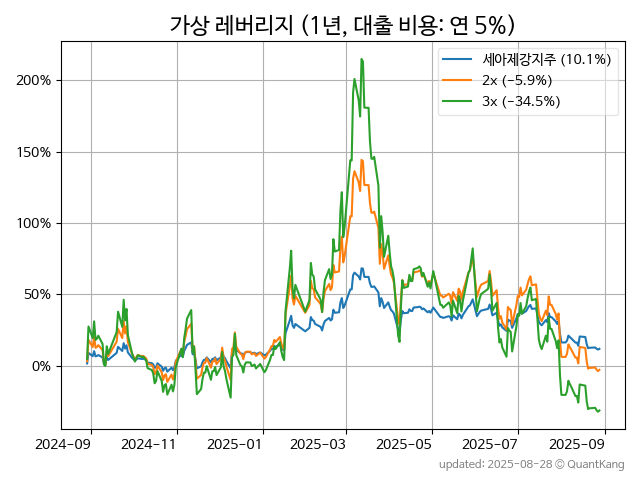 가상 레버리지 (1년, 대출 비용: 연 5%)
세아제강지주 (10.1%)
2x (−5.9%)
3x (−34.5%)
200%
150%
100%
50%
0%
2024-09 2024-11 2025-01 2025-03 2025-05 2025-07 2025-09
updated: 2025-08-28 © QuantKang